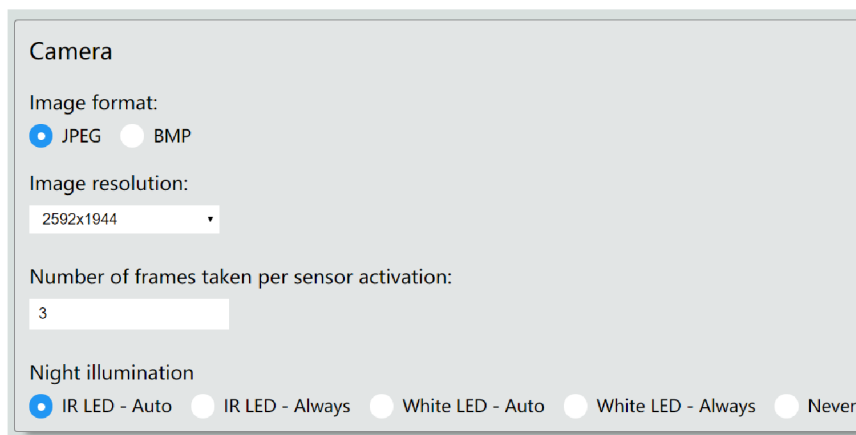 Camera
Image format:
JPEG BMP
Image resolution:
2592x1944
Number of frames taken per sensor activation:
3
Night illumination
IR LED - Auto IR LED - Always White LED - Auto White LED - Always Never